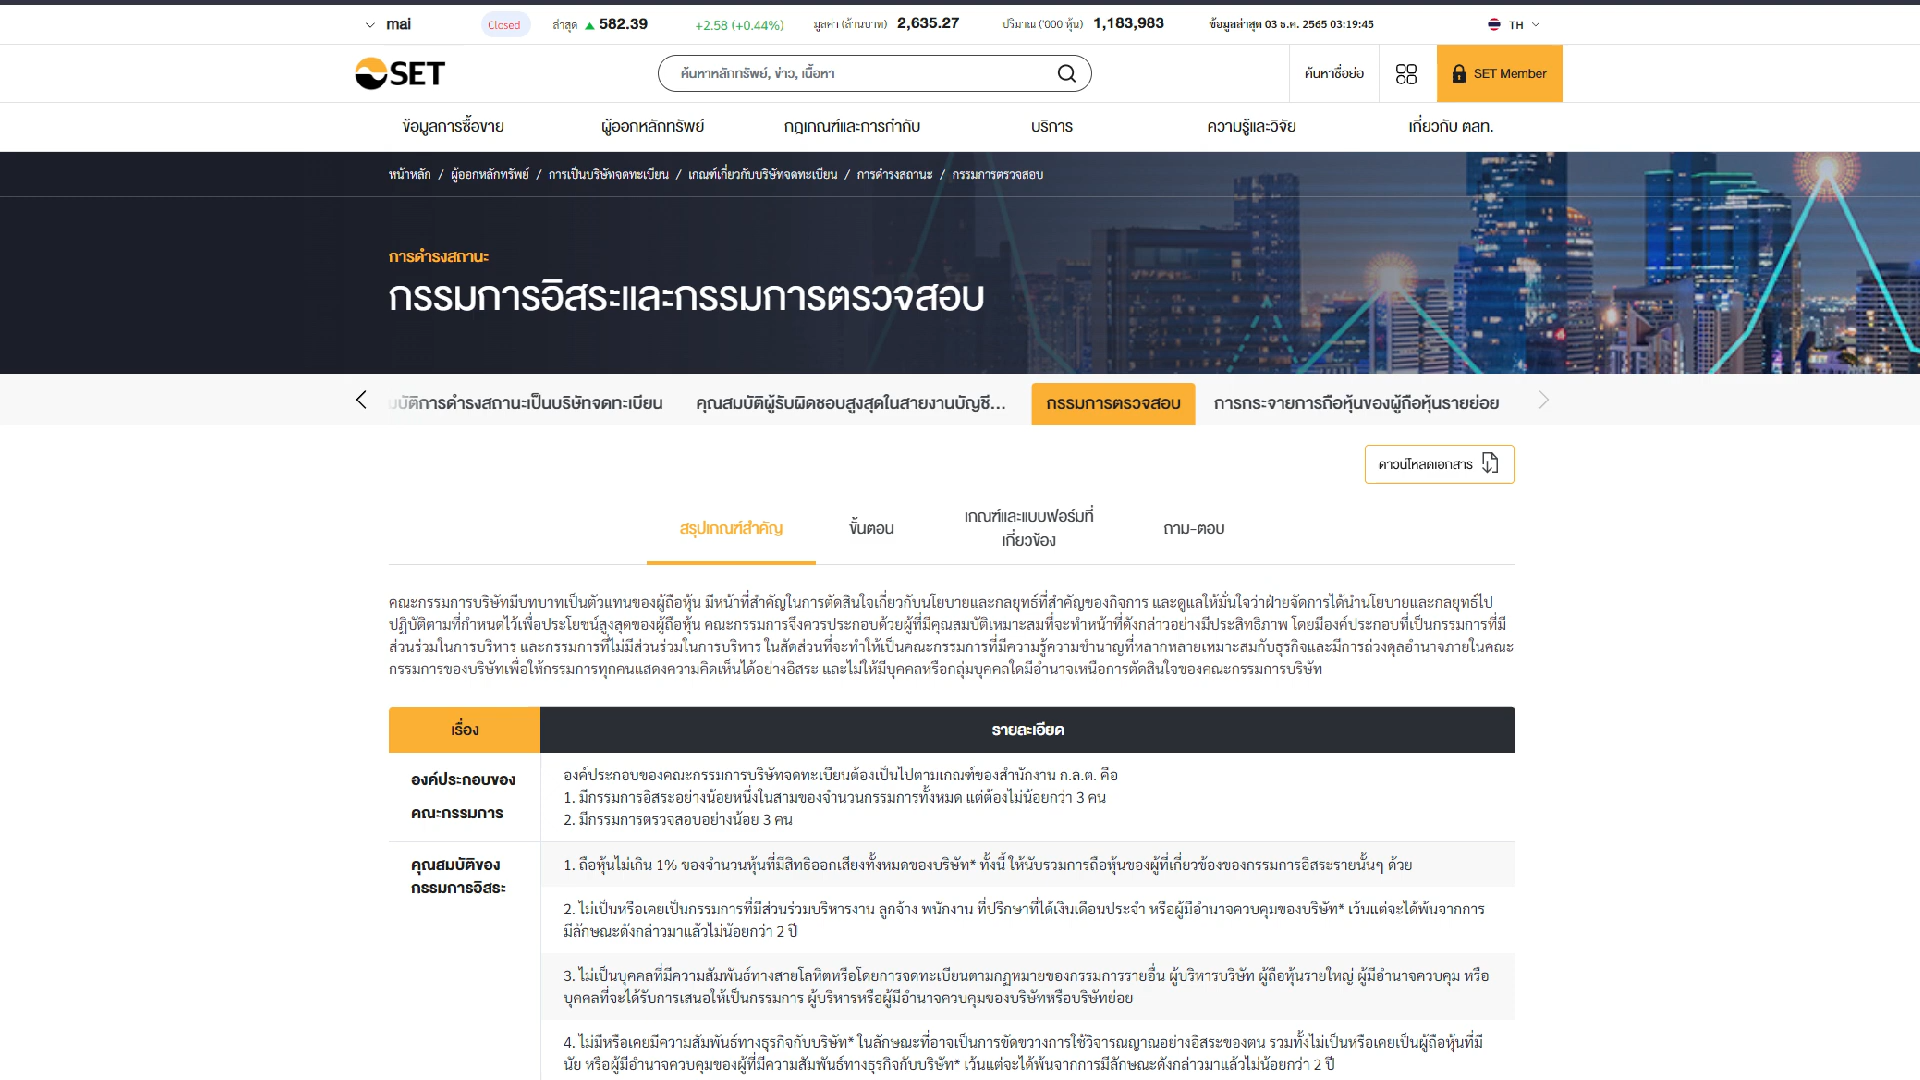 mai
Closed
ล่าสุด 582.39
+2.58 (+0.44%)
มูลค่า (ล้านบาท) 2,635.27
ปริมาณ ('000 หุ้น) 1,183,983
ข้อมูลล่าสุด 03 ธ.ค. 2565 03:19:45
TH
SET
ค้นหาหลักทรัพย์, ข่าว, เนื้อหา
ค้นหาชื่อย่อ
SET Member
ข้อมูลการซื้อขาย
ผู้ออกหลักทรัพย์
กฎเกณฑ์และการกำกับ
บริการ
ความรู้และวิจัย
เกี่ยวกับ ตลท.
หน้าหลัก / ผู้ออกหลักทรัพย์ / การเป็นบริษัทจดทะเบียน / เกณฑ์เกี่ยวกับบริษัทจดทะเบียน / การดำรงสถานะ / กรรมการตรวจสอบ
การดำรงสถานะ
กรรมการอิสระและกรรมการตรวจสอบ
บัติการดำรงสถานะเป็นบริษัทจดทะเบียน
คุณสมบัติผู้รับผิดชอบสูงสุดในสายงานบัญชี...
กรรมการตรวจสอบ
การกระจายการถือหุ้นของผู้ถือหุ้นรายย่อย
ดาวน์โหลดเอกสาร
สรุปเกณฑ์สำคัญ
ขั้นตอน
เกณฑ์และแบบฟอร์มที่
เกี่ยวข้อง
ถาม-ตอบ
คณะกรรมการบริษัทมีบทบาทเป็นตัวแทนของผู้ถือหุ้น มีหน้าที่สำคัญในการตัดสินใจเกี่ยวกับนโยบายและกลยุทธ์ที่สำคัญของกิจการ และดูแลให้มั่นใจว่าฝ่ายจัดการได้นำนโยบายและกลยุทธ์ไป
ปฏิบัติตามที่กำหนดไว้เพื่อประโยชน์สูงสุดของผู้ถือหุ้น คณะกรรมการจึงควรประกอบด้วยผู้ที่มีคุณสมบัติเหมาะสมที่จะทำหน้าที่ดังกล่าวอย่างมีประสิทธิภาพ โดยมีองค์ประกอบที่เป็นกรรมการที่มี
ส่วนร่วมในการบริหาร และกรรมการที่ไม่มีส่วนร่วมในการบริหาร ในสัดส่วนที่จะทำให้เป็นคณะกรรมการที่มีความรู้ความชำนาญที่หลากหลายเหมาะสมกับธุรกิจและมีการถ่วงดุลอำนาจภายในคณะ
กรรมการของบริษัทเพื่อให้กรรมการทุกคนแสดงความคิดเห็นได้อย่างอิสระ และไม่ให้มีบุคคลหรือกลุ่มบุคคลใดมีอำนาจเหนือการตัดสินใจของคณะกรรมการบริษัท
เรื่อง
รายละเอียด
องค์ประกอบของ
คณะกรรมการ
องค์ประกอบของคณะกรรมการบริษัทจดทะเบียนต้องเป็นไปตามเกณฑ์ของสำนักงาน ก.ล.ต. คือ
1. มีกรรมการอิสระอย่างน้อยหนึ่งในสามของจำนวนกรรมการทั้งหมด แต่ต้องไม่น้อยกว่า 3 คน
2. มีกรรมการตรวจสอบอย่างน้อย 3 คน
คุณสมบัติของ
กรรมการอิสระ
1. ถือหุ้นไม่เกิน 1% ของจำนวนหุ้นที่มีสิทธิออกเสียงทั้งหมดของบริษัท* ทั้งนี้ ให้นับรวมการถือหุ้นของผู้ที่เกี่ยวข้องของกรรมการอิสระรายนั้นๆ ด้วย
2. ไม่เป็นหรือเคยเป็นกรรมการที่มีส่วนร่วมบริหารงาน ลูกจ้าง พนักงาน ที่ปรึกษาที่ได้เงินเดือนประจำ หรือผู้มีอำนาจควบคุมของบริษัท* เว้นแต่จะได้พ้นจากการ
มีลักษณะดังกล่าวมาแล้วไม่น้อยกว่า 2 ปี
3. ไม่เป็นบุคคลที่มีความสัมพันธ์ทางสายโลหิตหรือโดยการจดทะเบียนตามกฎหมายของกรรมการรายอื่น ผู้บริหารบริษัท ผู้ถือหุ้นรายใหญ่ ผู้มีอำนาจควบคุม หรือ
บุคคลที่จะได้รับการเสนอให้เป็นกรรมการ ผู้บริหารหรือผู้มีอำนาจควบคุมของบริษัทหรือบริษัทย่อย
4. ไม่มีหรือเคยมีความสัมพันธ์ทางธุรกิจกับบริษัท* ในลักษณะที่อาจเป็นการขัดขวางการใช้วิจารณญาณอย่างอิสระของตน รวมทั้งไม่เป็นหรือเคยเป็นผู้ถือหุ้นที่มี
นัย หรือผู้มีอำนาจควบคุมของผู้ที่มีความสัมพันธ์ทางธุรกิจกับบริษัท* เว้นแต่จะได้พ้นจากการมีลักษณะดังกล่าวมาแล้วไม่น้อยกว่า 2 ปี